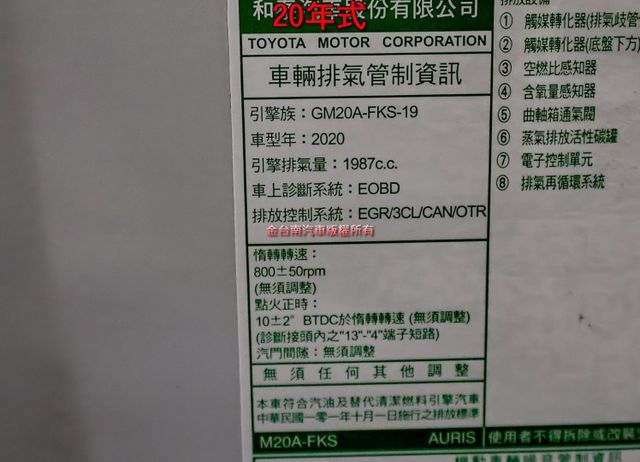 20年式
股份有限公司
TOYOTA MOTOR CORPORATION
車輛排氣管制資訊
引擎族：GM20A-FKS-19
車型年：2020
引擎排氣量：1987c.c.
車上診斷系統：EOBD
排放控制系統：EGR/3CL/CAN/OTR
金台南汽車版權所有
惰轉轉速：
800±50rpm
(無須調整)
點火正時：
10±2° BTDC於惰轉轉速 (無須調整)
(診斷接頭內之"13"-"4"端子短路)
汽門間隙：無須調整
無須任何其他調整
本車符合汽油及替代清潔燃料引擎汽車
中華民國一零一年十月一日施行之排放標準
M20A-FKS AURIS
① 觸媒轉化器(排氣歧管
② 觸媒轉化器(底盤下方)
③ 空燃比感知器
④ 含氧量感知器
⑤ 曲軸箱通氣閥
⑥ 蒸氣排放活性碳罐
⑦ 電子控制單元
⑧ 排氣再循環系統
使用者不得拆除或改裝